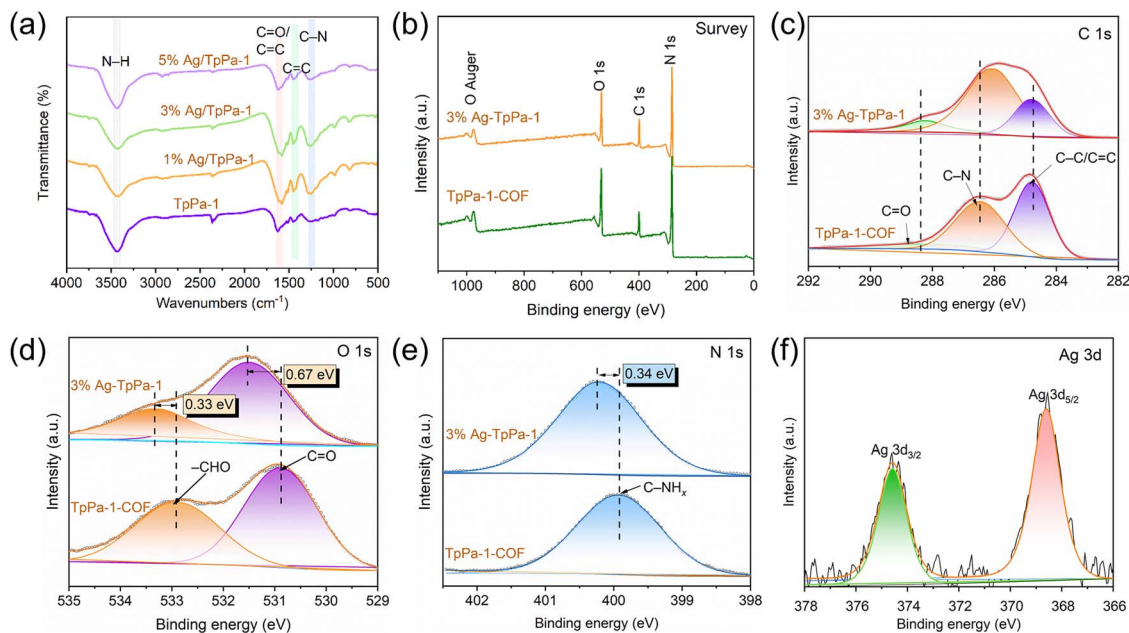 (a)
N–H
C=O/
C=C
C=C
C–N
5% Ag/TpPa-1
3% Ag/TpPa-1
1% Ag/TpPa-1
TpPa-1
Transmittance (%)
4000 3500 3000 2500 2000 1500 1000 500
Wavenumbers (cm⁻¹)
(b)
Survey
O Auger
O 1s
C 1s
N 1s
3% Ag-TpPa-1
TpPa-1-COF
Intensity (a.u.)
1000 800 600 400 200 0
Binding energy (eV)
(c)
C 1s
3% Ag-TpPa-1
C–C/C=C
C–N
C=O
TpPa-1-COF
Intensity (a.u.)
292 290 288 286 284 282
Binding energy (eV)
(d)
O 1s
3% Ag-TpPa-1
0.67 eV
0.33 eV
–CHO
C=O
TpPa-1-COF
Intensity (a.u.)
535 534 533 532 531 530 529
Binding energy (eV)
(e)
N 1s
0.34 eV
3% Ag-TpPa-1
C–NHₓ
TpPa-1-COF
Intensity (a.u.)
402 401 400 399 398
Binding energy (eV)
(f)
Ag 3d
Ag 3d₅/₂
Ag 3d₃/₂
Intensity (a.u.)
378 376 374 372 370 368 366
Binding energy (eV)